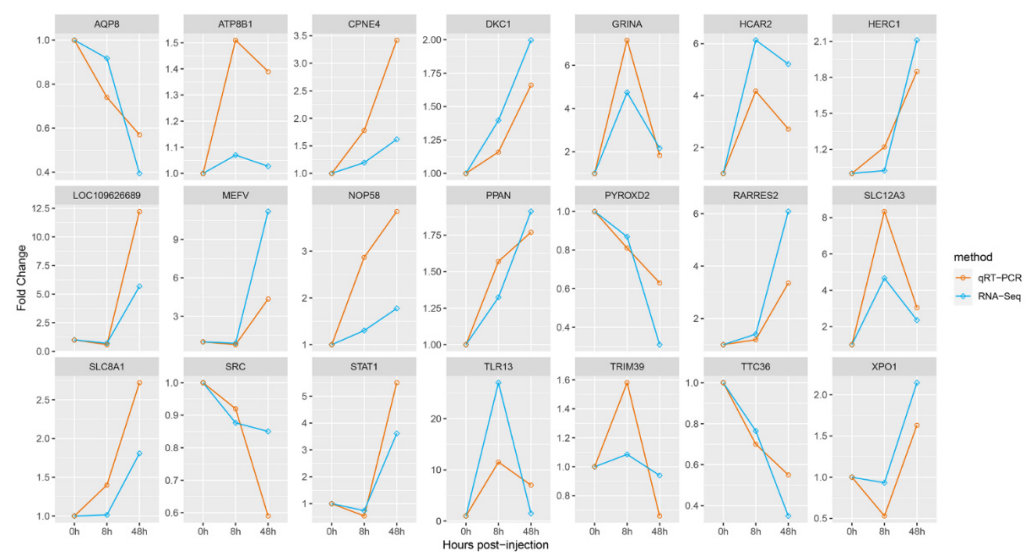 AQP8 ATP8B1 CPNE4 DKC1 GRINA HCAR2 HERC1
1.0 0.8 0.6 0.4
1.5 1.4 1.3 1.2 1.1 1.0
3.5 3.0 2.5 2.0 1.5 1.0
2.00 1.75 1.50 1.25 1.00
6 4 2
6 4 2
2.1 1.8 1.5 1.2
LOC109626689 MEFV NOP58 PPAN PYROXD2 RARRES2 SLC12A3
12.5 10.0 7.5 5.0 2.5 0.0
9 6 3
3 2 1
1.75 1.50 1.25 1.00
1.0 0.8 0.6 0.4
6 4 2
8 6 4 2
SLC8A1 SRC STAT1 TLR13 TRIM39 TTC36 XPO1
2.5 2.0 1.5 1.0
1.0 0.9 0.8 0.7 0.6
5 4 3 2 1
20 10 0
1.6 1.4 1.2 1.0 0.8
1.0 0.8 0.6 0.4
2.0 1.5 1.0 0.5
0h 8h 48h 0h 8h 48h 0h 8h 48h 0h 8h 48h 0h 8h 48h 0h 8h 48h 0h 8h 48h
Hours post-injection
Fold Change
method
qRT-PCR
RNA-Seq